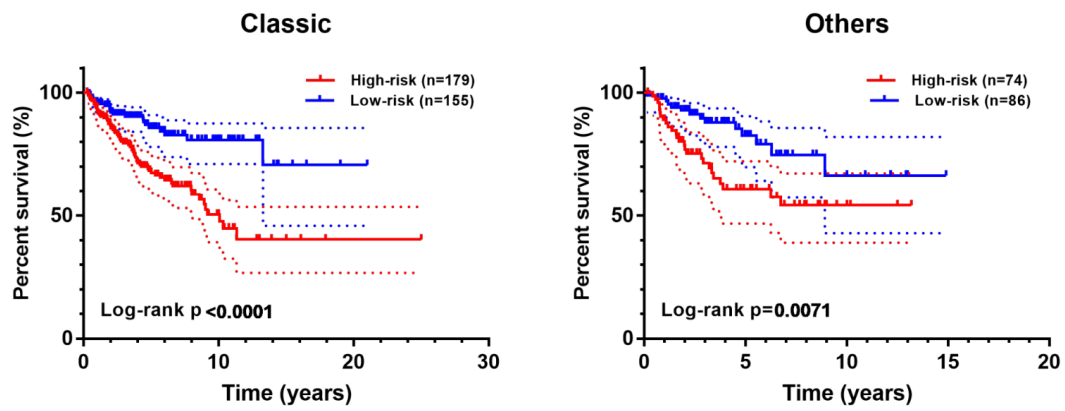 Classic
Percent survival (%)
100
50
0
High-risk (n=179)
Low-risk (n=155)
Log-rank p <0.0001
0 10 20 30
Time (years)
Others
Percent survival (%)
100
50
0
High-risk (n=74)
Low-risk (n=86)
Log-rank p=0.0071
0 5 10 15 20
Time (years)